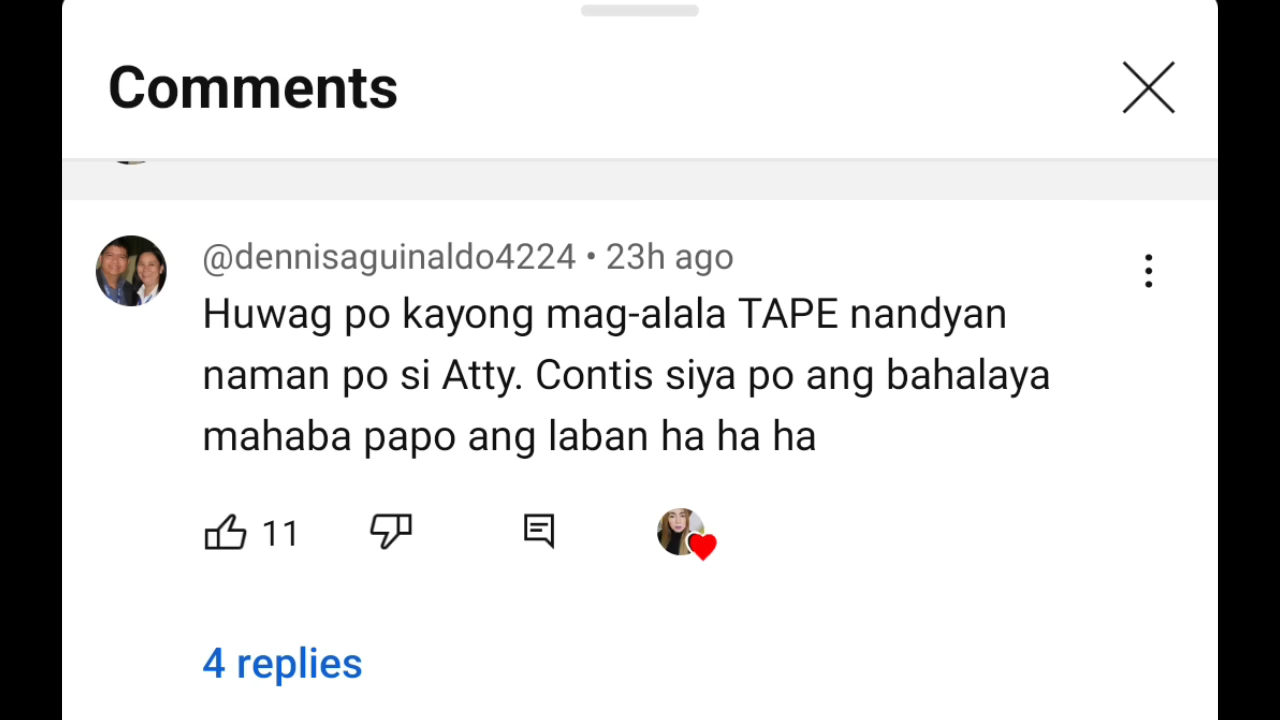 Comments
@dennisaguinaldo4224 • 23h ago
Huwag po kayong mag-alala TAPE nandyan
naman po si Atty. Contis siya po ang bahalaya
mahaba papo ang laban ha ha ha
11
4 replies